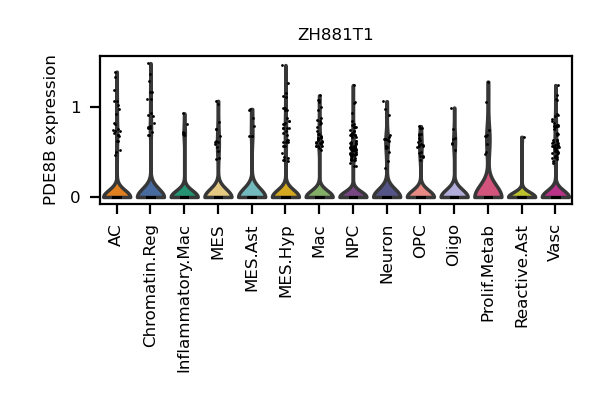 ZH881T1
PDE8B expression
1
0
AC
Chromatin.Reg
Inflammatory.Mac
MES
MES.Ast
MES.Hyp
Mac
NPC
Neuron
OPC
Oligo
Prolif.Metab
Reactive.Ast
Vasc